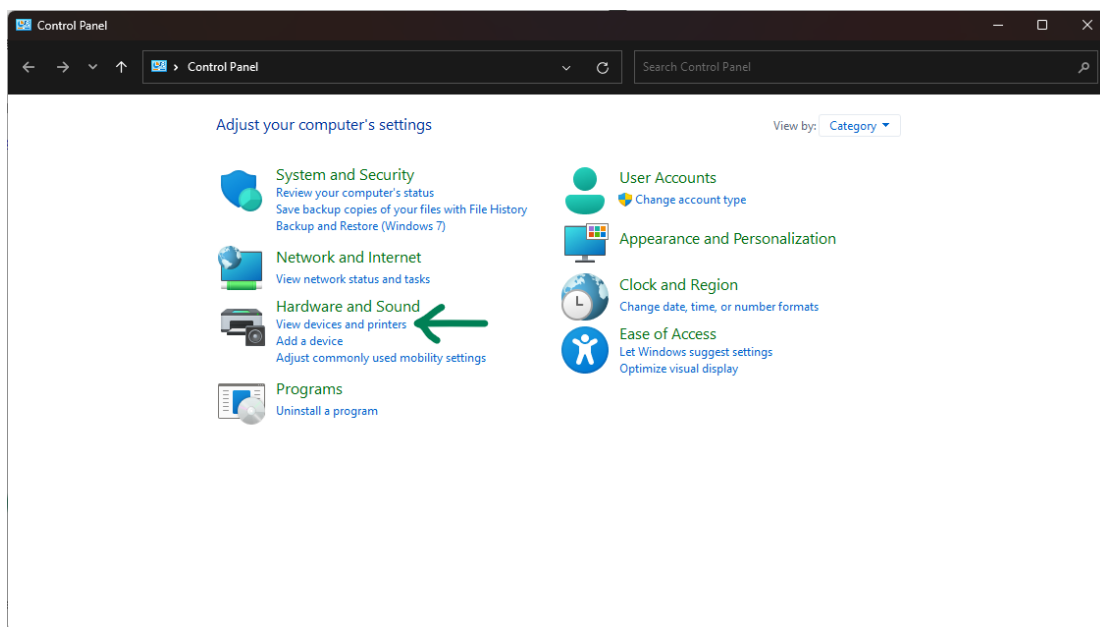 Control Panel
Control Panel
Search Control Panel
Adjust your computer's settings
View by: Category
System and Security
Review your computer's status
Save backup copies of your files with File History
Backup and Restore (Windows 7)
Network and Internet
View network status and tasks
Hardware and Sound
View devices and printers
Add a device
Adjust commonly used mobility settings
Programs
Uninstall a program
User Accounts
Change account type
Appearance and Personalization
Clock and Region
Change date, time, or number formats
Ease of Access
Let Windows suggest settings
Optimize visual display